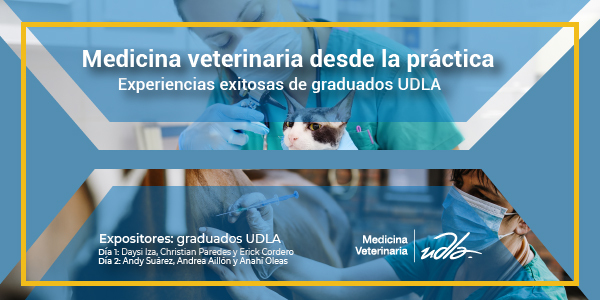 Medicina veterinaria desde la práctica
Experiencias exitosas de graduados UDLA
Expositores: graduados UDLA
Día 1: Daysi Iza, Christian Paredes y Erick Cordero
Día 2: Andy Suárez, Andrea Aillón y Anahí Oleas
Medicina
Veterinaria
udla-